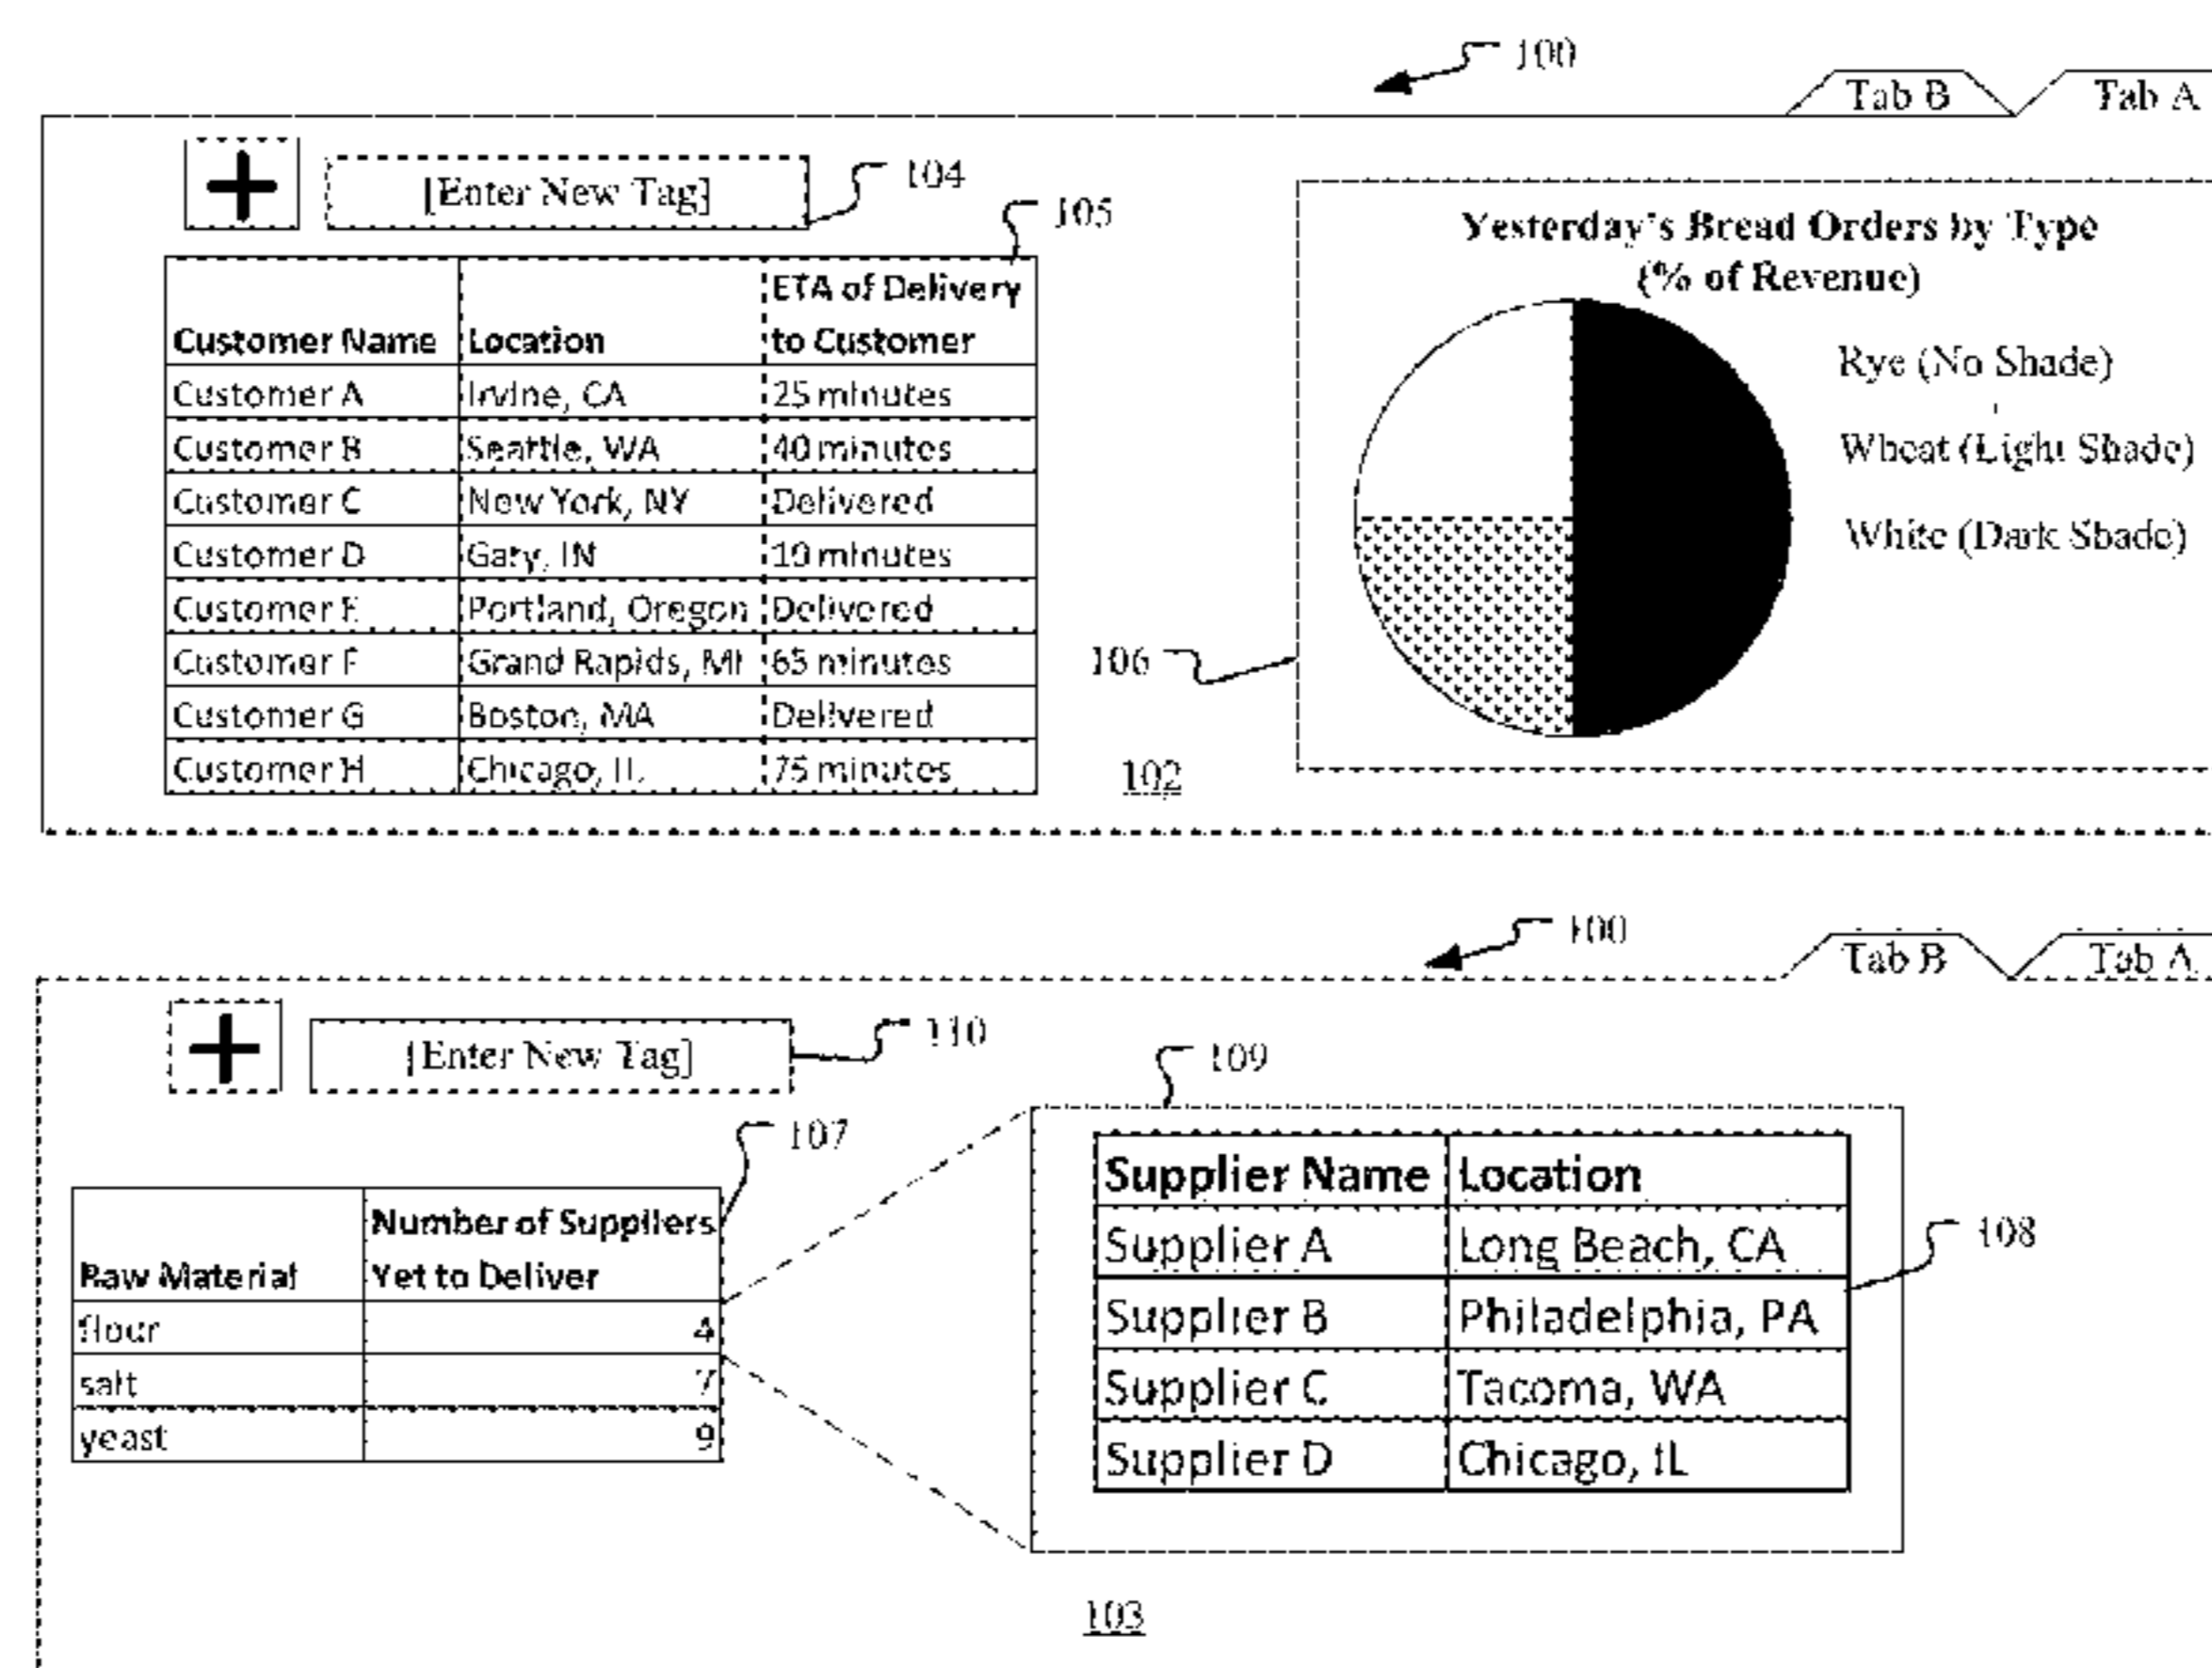 100
Tab B
Tab A
[Enter New Tag]
104
105
Customer Name Location ETA of Delivery to Customer
Customer A Irvine, CA 25 minutes
Customer B Seattle, WA 40 minutes
Customer C New York, NY Delivered
Customer D Gary, IN 10 minutes
Customer E Portland, Oregon Delivered
Customer F Grand Rapids, MI 65 minutes
Customer G Boston, MA Delivered
Customer H Chicago, IL 75 minutes
102
Yesterday's Bread Orders by Type
(% of Revenue)
Rye (No Shade)
Wheat (Light Shade)
White (Dark Shade)
106
100
Tab B
Tab A
[Enter New Tag]
110
109
107
Raw Material Number of Suppliers Yet to Deliver
flour 4
salt 7
yeast 9
Supplier Name Location
Supplier A Long Beach, CA
Supplier B Philadelphia, PA
Supplier C Tacoma, WA
Supplier D Chicago, IL
108
103